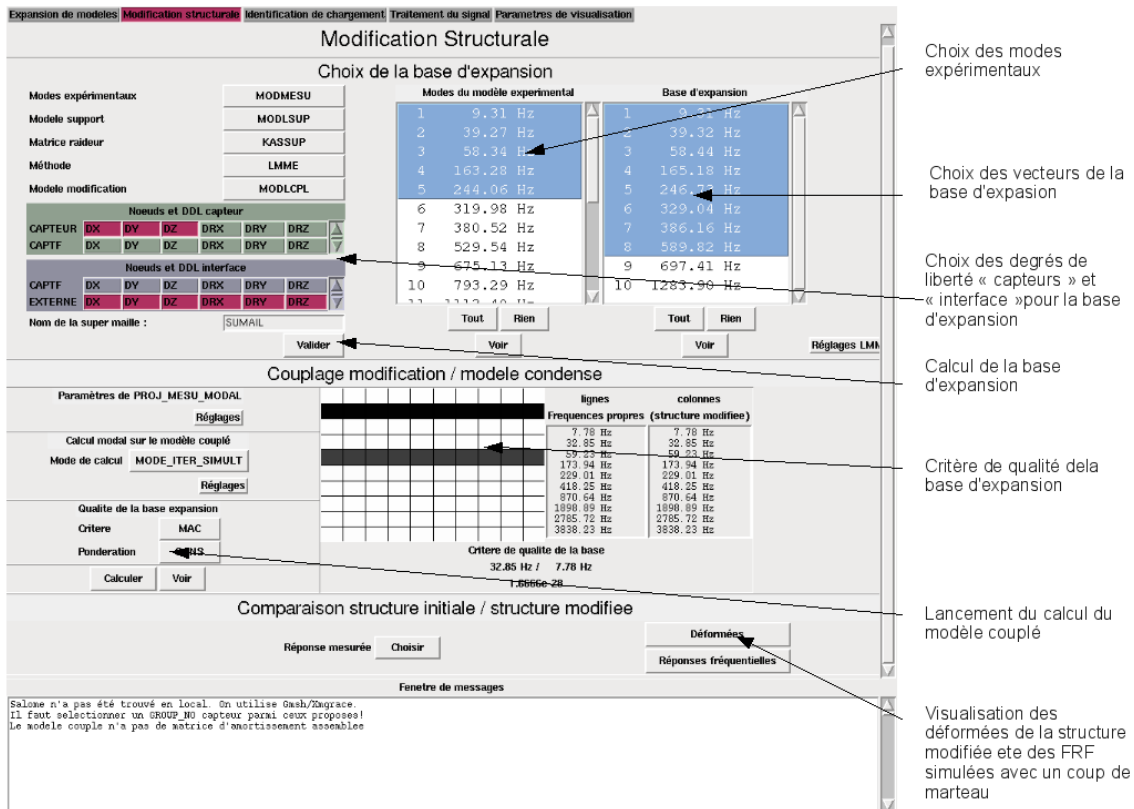 Expansion de modeles Modification structurale Identification de chargement Traitement du signal Parametres de visualisation
Modification Structurale
Choix de la base d'expansion
Modes expérimentaux MODMESU
Modele support MODLSUP
Matrice raideur KASSUP
Méthode LMME
Modele modification MODLCPL
Noeuds et DDL capteur
CAPTEUR DX DY DZ DRX DRY DRZ
CAPTF DX DY DZ DRX DRY DRZ
Noeuds et DDL interface
CAPTF DX DY DZ DRX DRY DRZ
EXTERNE DX DY DZ DRX DRY DRZ
Nom de la super maille : SUMAIL
Valider
Modes du modèle experimental
1 9.31 Hz
2 39.27 Hz
3 58.34 Hz
4 163.28 Hz
5 244.06 Hz
6 319.98 Hz
7 380.52 Hz
8 529.54 Hz
9 675.13 Hz
10 793.29 Hz
11 1112.40 Hz
Tout Rien
Voir
Base d'expansion
1 9.31 Hz
2 39.32 Hz
3 58.44 Hz
4 165.18 Hz
5 246.73 Hz
6 329.04 Hz
7 386.16 Hz
8 589.82 Hz
9 697.41 Hz
10 1283.90 Hz
Tout Rien
Voir
Réglages LMM
Couplage modification / modele condense
Paramètres de PROJ_MESU_MODAL
Réglages
Calcul modal sur le modèle couplé
Mode de calcul MODE_ITER_SIMULT
Réglages
Qualite de la base expansion
Critere MAC
Ponderation
Calculer Voir
lignes colonnes
Frequences propres (structure modifiee)
7.78 Hz 7.78 Hz
32.85 Hz 32.85 Hz
59.23 Hz 59.23 Hz
173.94 Hz 173.94 Hz
229.01 Hz 229.01 Hz
418.25 Hz 418.25 Hz
870.64 Hz 870.64 Hz
1898.89 Hz 1898.89 Hz
2785.72 Hz 2785.72 Hz
3838.23 Hz 3838.23 Hz
Critere de qualite de la base
32.85 Hz / 7.78 Hz
1.6666e-28
Comparaison structure initiale / structure modifiee
Réponse mesurée Choisir
Déformées
Réponses fréquentielles
Fenetre de messages
Salome n'a pas été trouvé en local. On utilise Gmsh/Xmgrace.
Il faut selectionner un GROUP_NO capteur parmi ceux proposes!
Le modele couple n'a pas de matrice d'amortissement assemblee
Choix des modes
expérimentaux
Choix des vecteurs de la
base d'expasion
Choix des degrés de
liberté « capteurs » et
« interface »pour la base
d'expansion
Calcul de la base
d'expansion
Critère de qualité dela
base d'expansion
Lancement du calcul du
modèle couplé
Visualisation des
déformées de la structure
modifiée ete des FRF
simulées avec un coup de
marteau